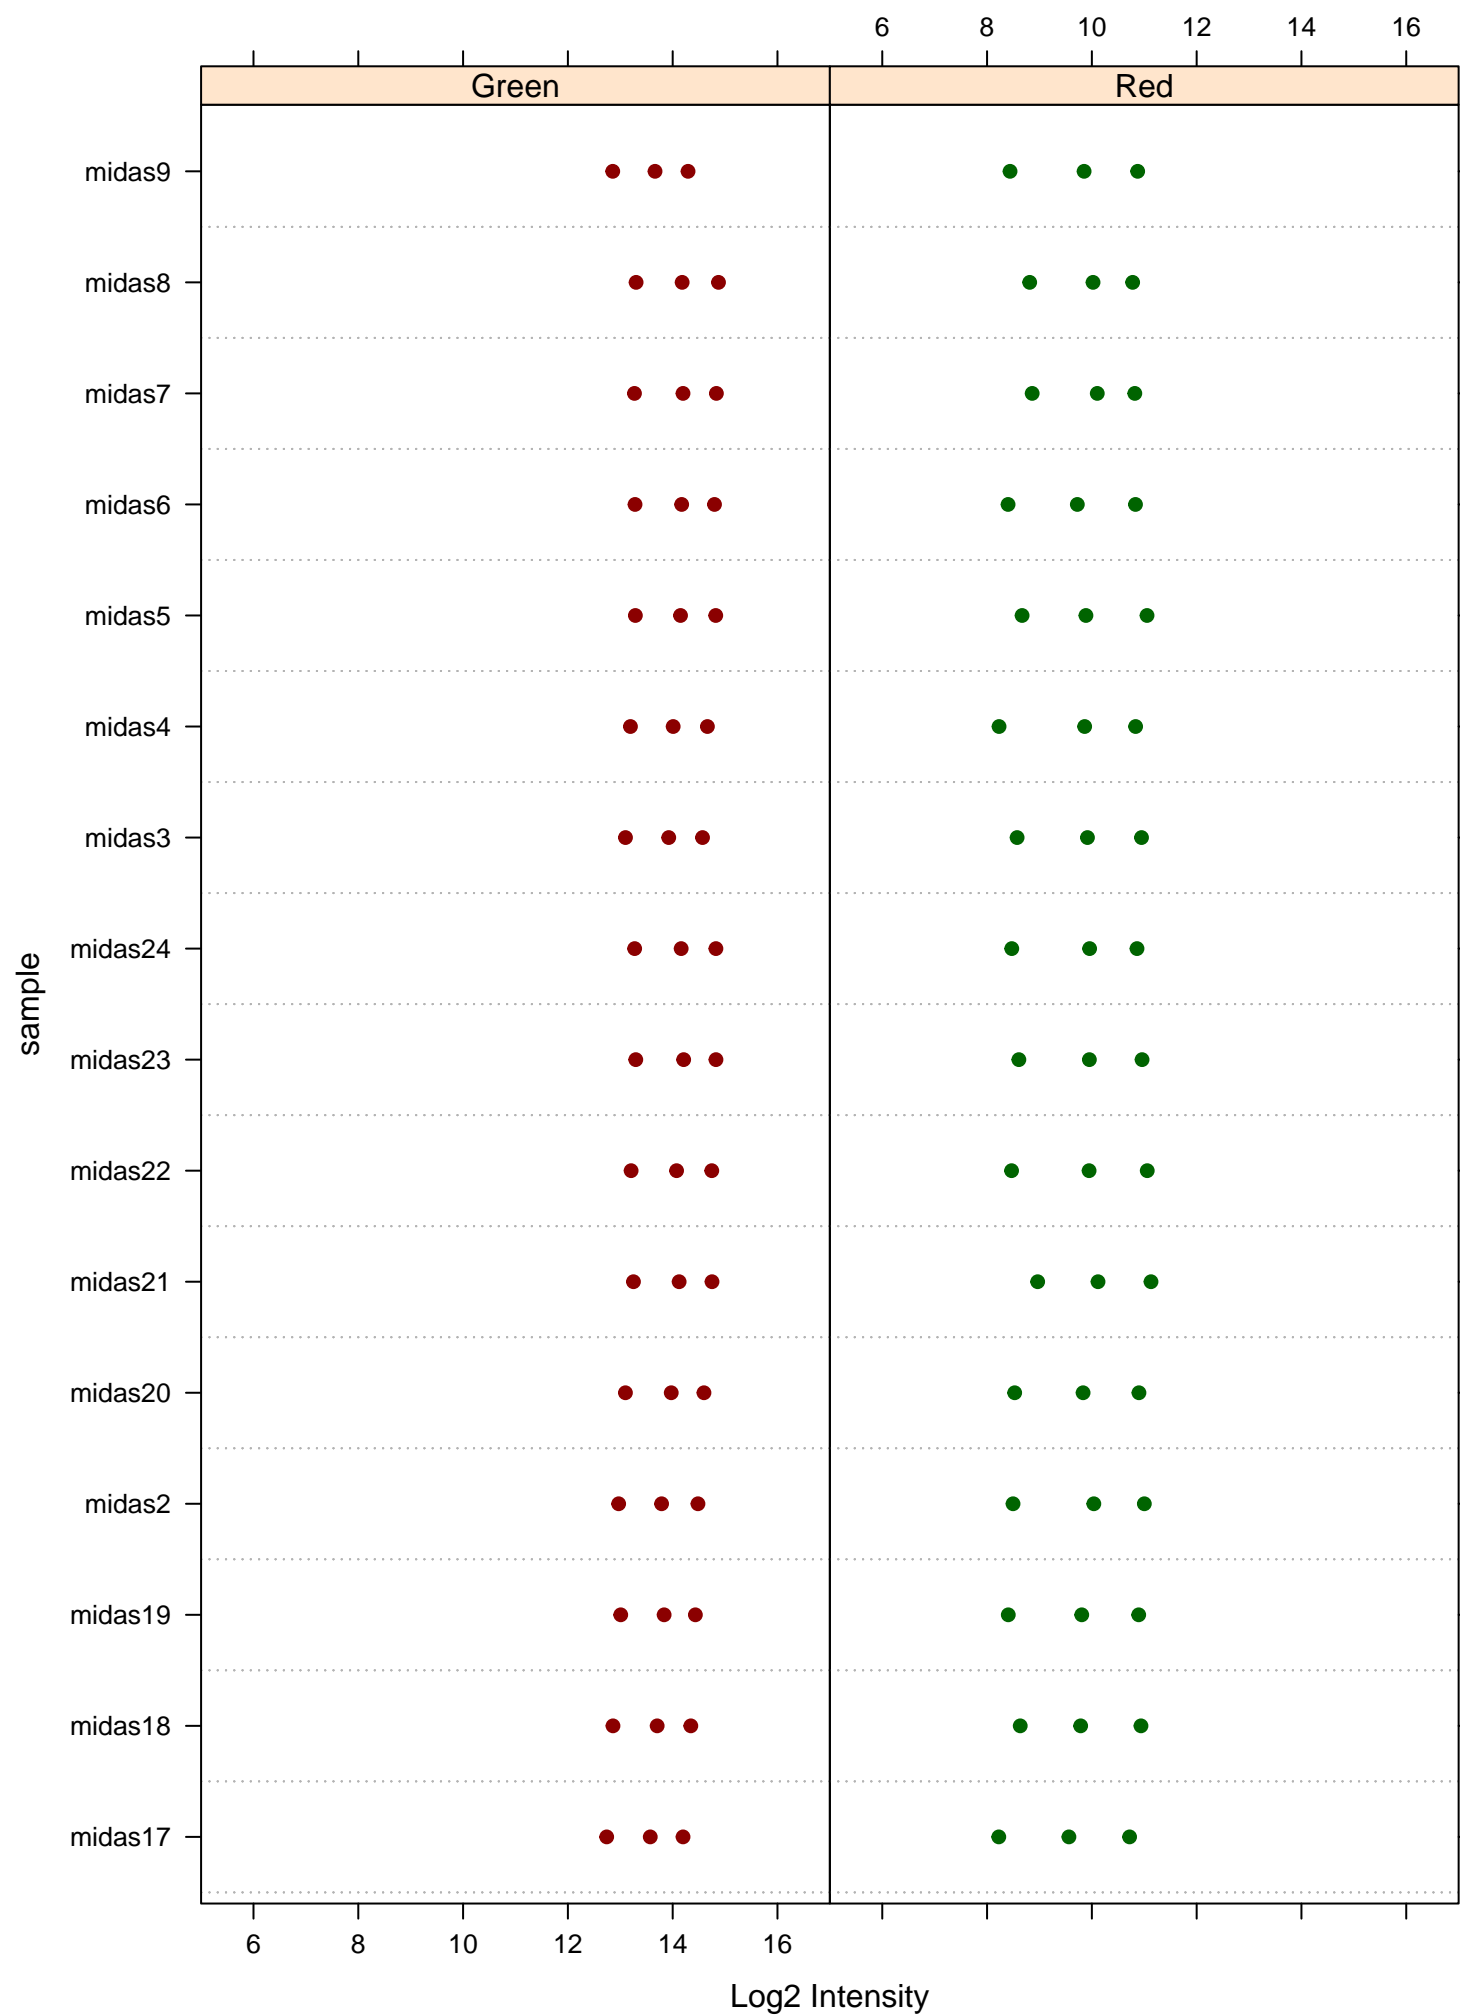 6 8 10 12 14 16
Green Red
midas9
midas8
midas7
midas6
midas5
midas4
midas3
midas24
midas23
midas22
midas21
midas20
midas2
midas19
midas18
midas17
sample
6 8 10 12 14 16
Log2 Intensity